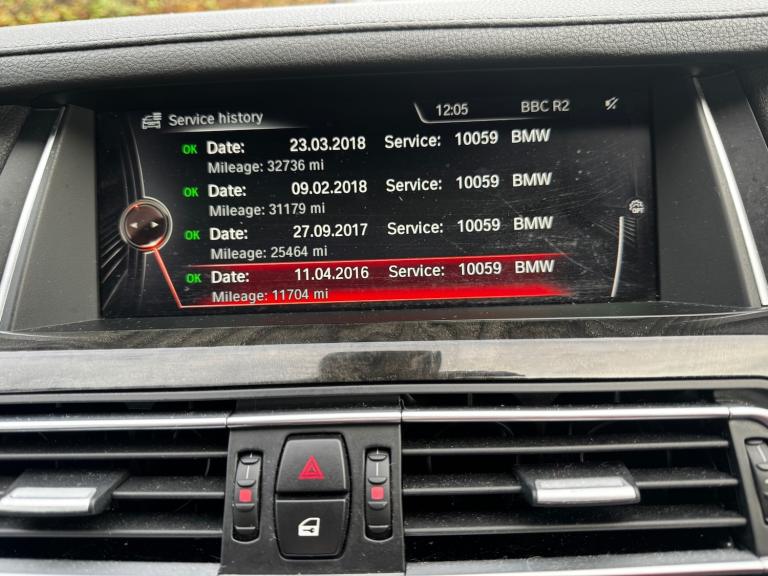 Service history 12:05 BBC R2
OK Date: 23.03.2018 Service: 10059 BMW
Mileage: 32736 mi
OK Date: 09.02.2018 Service: 10059 BMW
Mileage: 31179 mi
OK Date: 27.09.2017 Service: 10059 BMW
Mileage: 25464 mi
OK Date: 11.04.2016 Service: 10059 BMW
Mileage: 11704 mi
OFF